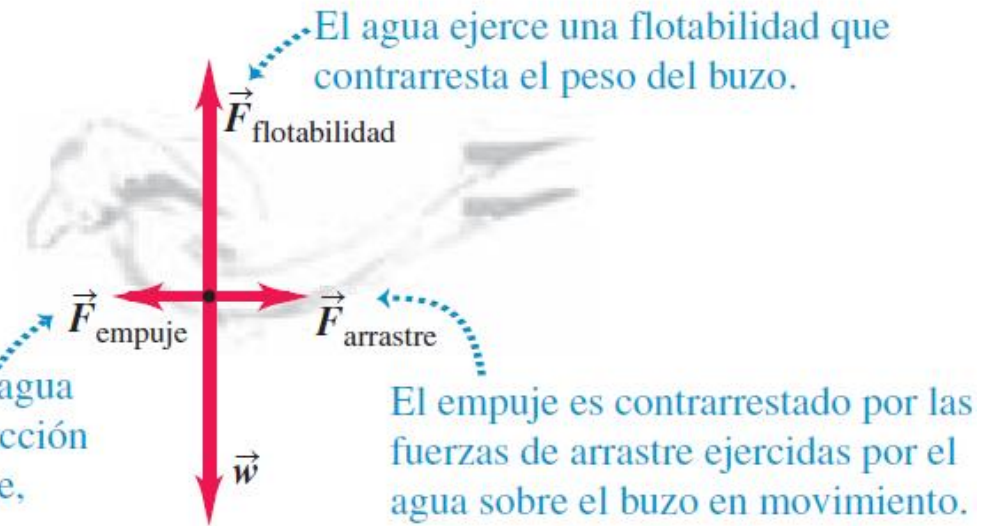 El agua ejerce una flotabilidad que
contrarresta el peso del buzo.
F⃗ flotabilidad
F⃗ empuje
F⃗ arrastre
agua
cción
e,
w⃗
El empuje es contrarrestado por las
fuerzas de arrastre ejercidas por el
agua sobre el buzo en movimiento.